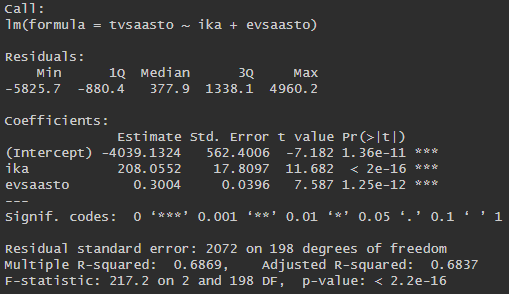 Call:
lm(formula = tvsaasto ~ ika + evsaasto)
Residuals:
    Min      1Q  Median      3Q     Max
-5825.7  -880.4   377.9  1338.1  4960.2
Coefficients:
              Estimate Std. Error t value Pr(>|t|)
(Intercept) -4039.1324   562.4006  -7.182 1.36e-11 ***
ika           208.0552    17.8097  11.682  < 2e-16 ***
evsaasto        0.3004     0.0396   7.587 1.25e-12 ***
---
Signif. codes:  0 ‘***’ 0.001 ‘**’ 0.01 ‘*’ 0.05 ‘.’ 0.1 ‘ ’ 1
Residual standard error: 2072 on 198 degrees of freedom
Multiple R-squared:  0.6869,    Adjusted R-squared:  0.6837
F-statistic: 217.2 on 2 and 198 DF,  p-value: < 2.2e-16